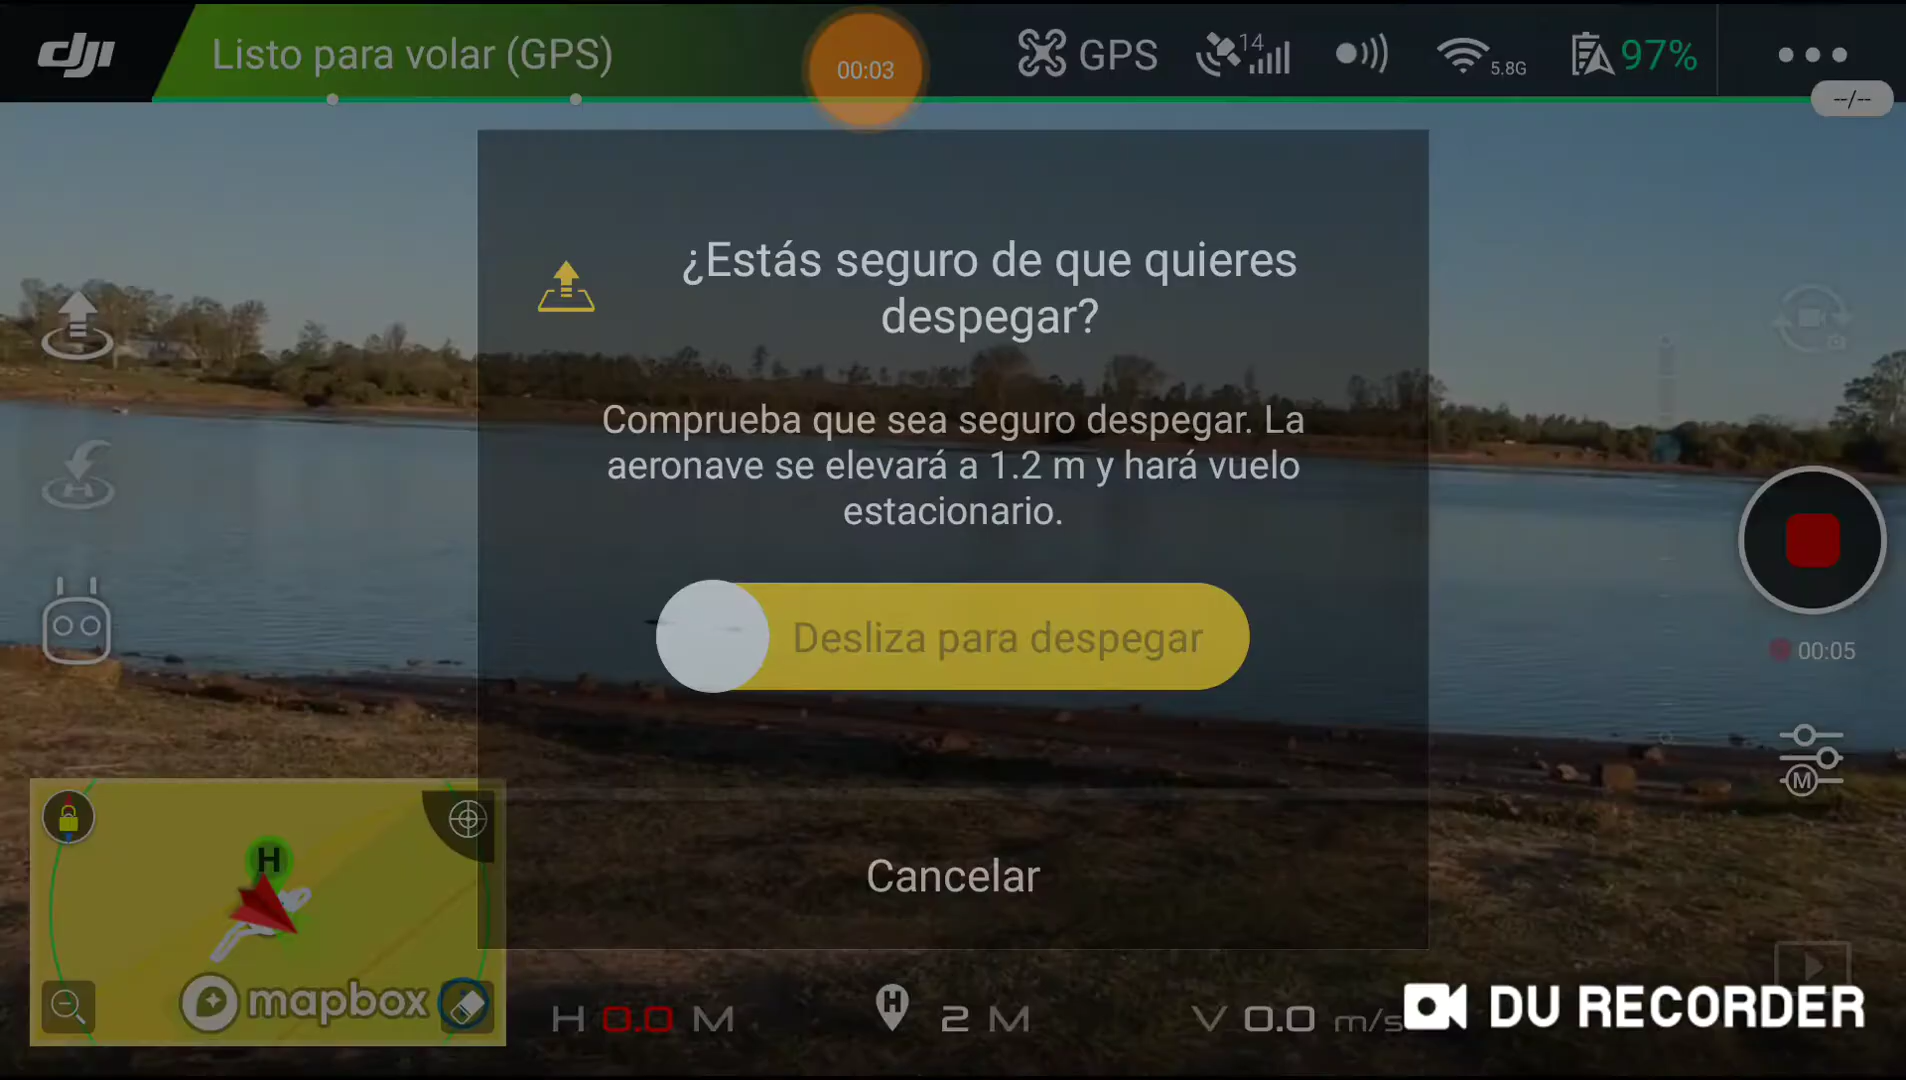 dji
Listo para volar (GPS)
00:03
GPS
14
5.8G
97%
--/--
¿Estás seguro de que quieres
despegar?
Comprueba que sea seguro despegar. La
aeronave se elevará a 1.2 m y hará vuelo
estacionario.
Desliza para despegar
00:05
M
Cancelar
H
mapbox
H 0.0 M
H 2 M
V 0.0 m/s
DU RECORDER